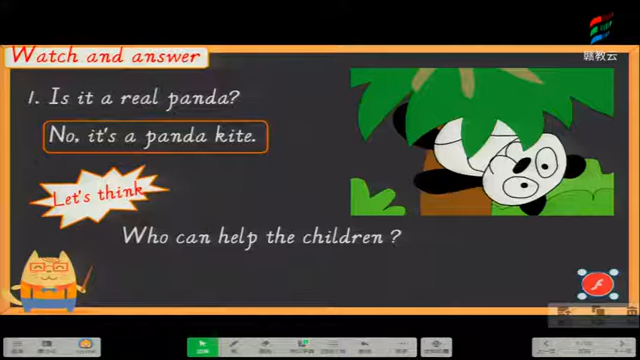 赣教云
Watch and answer
1. Is it a real panda?
No, it's a panda kite.
Let's think
Who can help the children ?